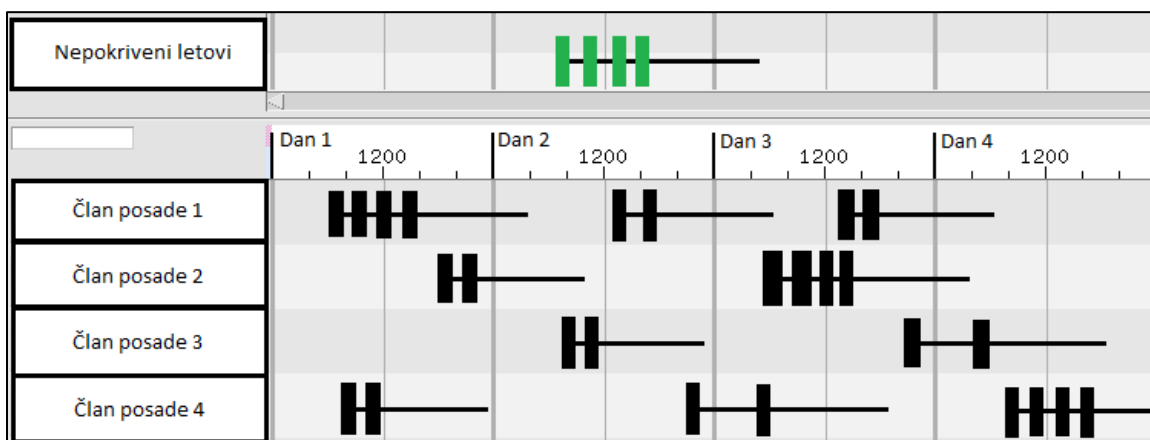 Nepokriveni letovi
Dan 1 Dan 2 Dan 3 Dan 4
1200 1200 1200 1200
Član posade 1
Član posade 2
Član posade 3
Član posade 4